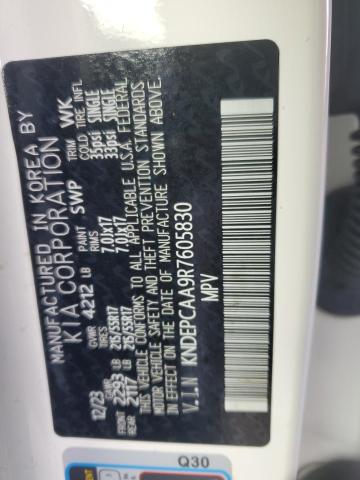 MANUFACTURED IN KOREA BY
KIA CORPORATION
12/23 GVWR 4212 LB PAINT SWP TRIM WK
GAWR TIRES RIMS COLD TIRE INFL
FRONT 2293 LB 215/55R17 7.0Jx17 35psi SINGLE
REAR 2117 LB 215/55R17 7.0Jx17 33psi SINGLE
THIS VEHICLE CONFORMS TO ALL APPLICABLE U.S.A. FEDERAL
MOTOR VEHICLE SAFETY AND THEFT PREVENTION STANDARDS
IN EFFECT ON THE DATE OF MANUFACTURE SHOWN ABOVE.
V.I.N KNDEPCAA9R7605830
MPV
Q30